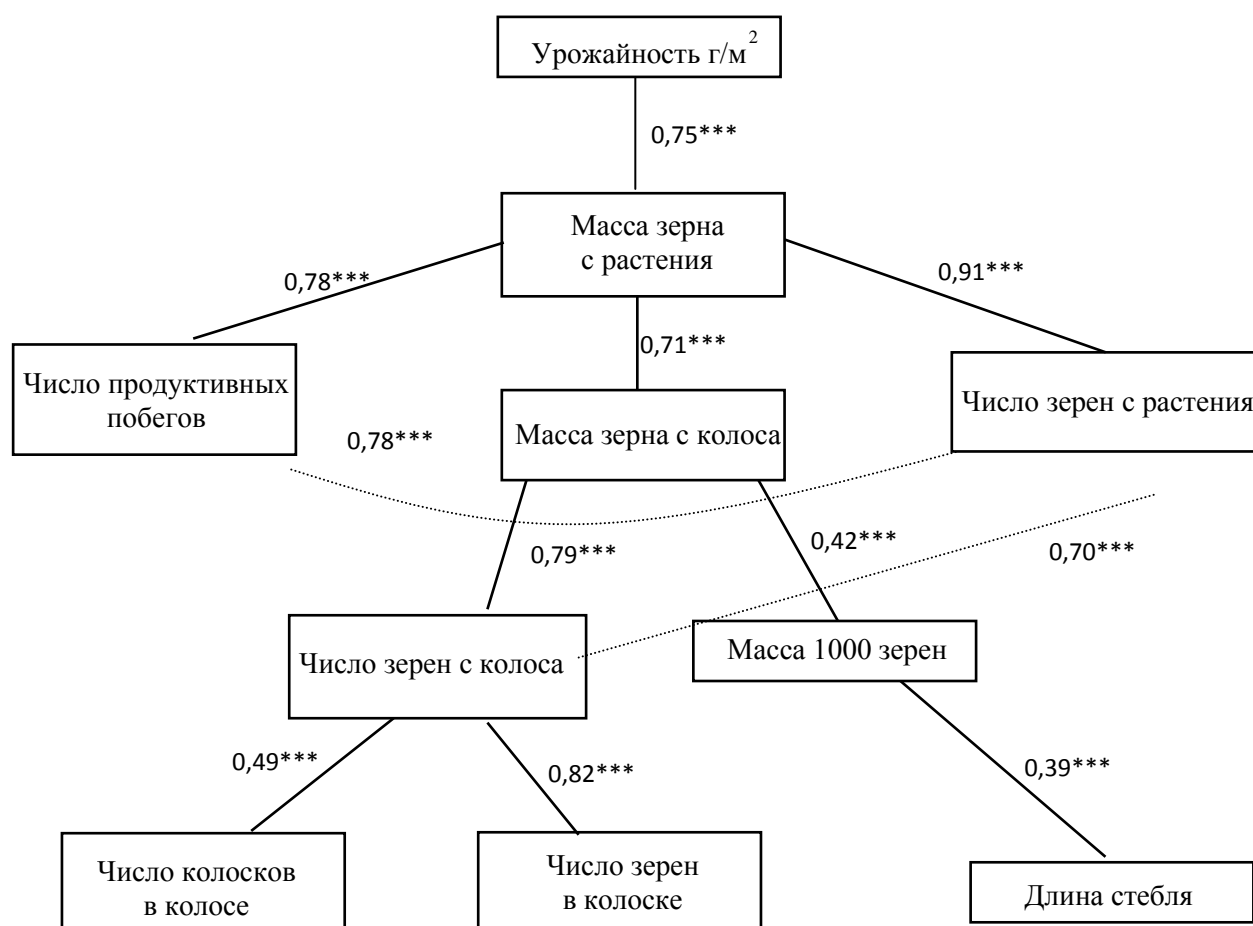 Урожайность г/м²
0,75***
Масса зерна
с растения
0,78***
0,91***
0,71***
Число продуктивных
побегов
Масса зерна с колоса
Число зерен с растения
0,78***
0,79***
0,42***
0,70***
Число зерен с колоса
Масса 1000 зерен
0,49***
0,82***
0,39***
Число колосков
в колосе
Число зерен
в колоске
Длина стебля